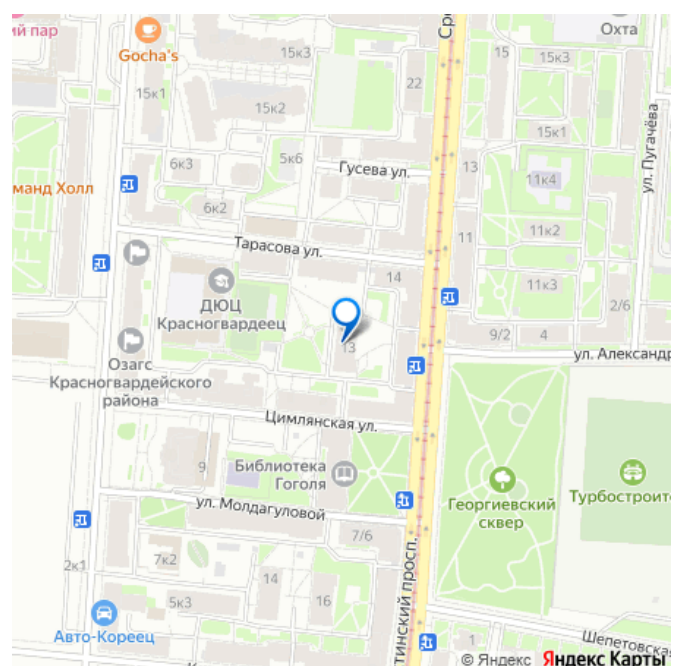 ий пар
Gocha's
15к3
22
Сре
15
15к3
Охта
15к1
15к2
15к1
ул. Пугачёва
6к3
5к6
Гусева ул.
13
11к4
манд Холл
6к2
Тарасова ул.
11
11к2
ДЮЦ
Красногвардеец
14
11к3
2/6
13
9/2
4
ул. Александр
Озагс
Красногвардейского
района
Цимлянская ул.
9
Библиотека
Гоголя
Георгиевский
сквер
Турбостроит
ул. Молдагуловой
7/6
7к2
2к1
14
5к3
16
тинский просп.
Авто-Кореец
1
Шепетовская
© Яндекс Яндекс Карты